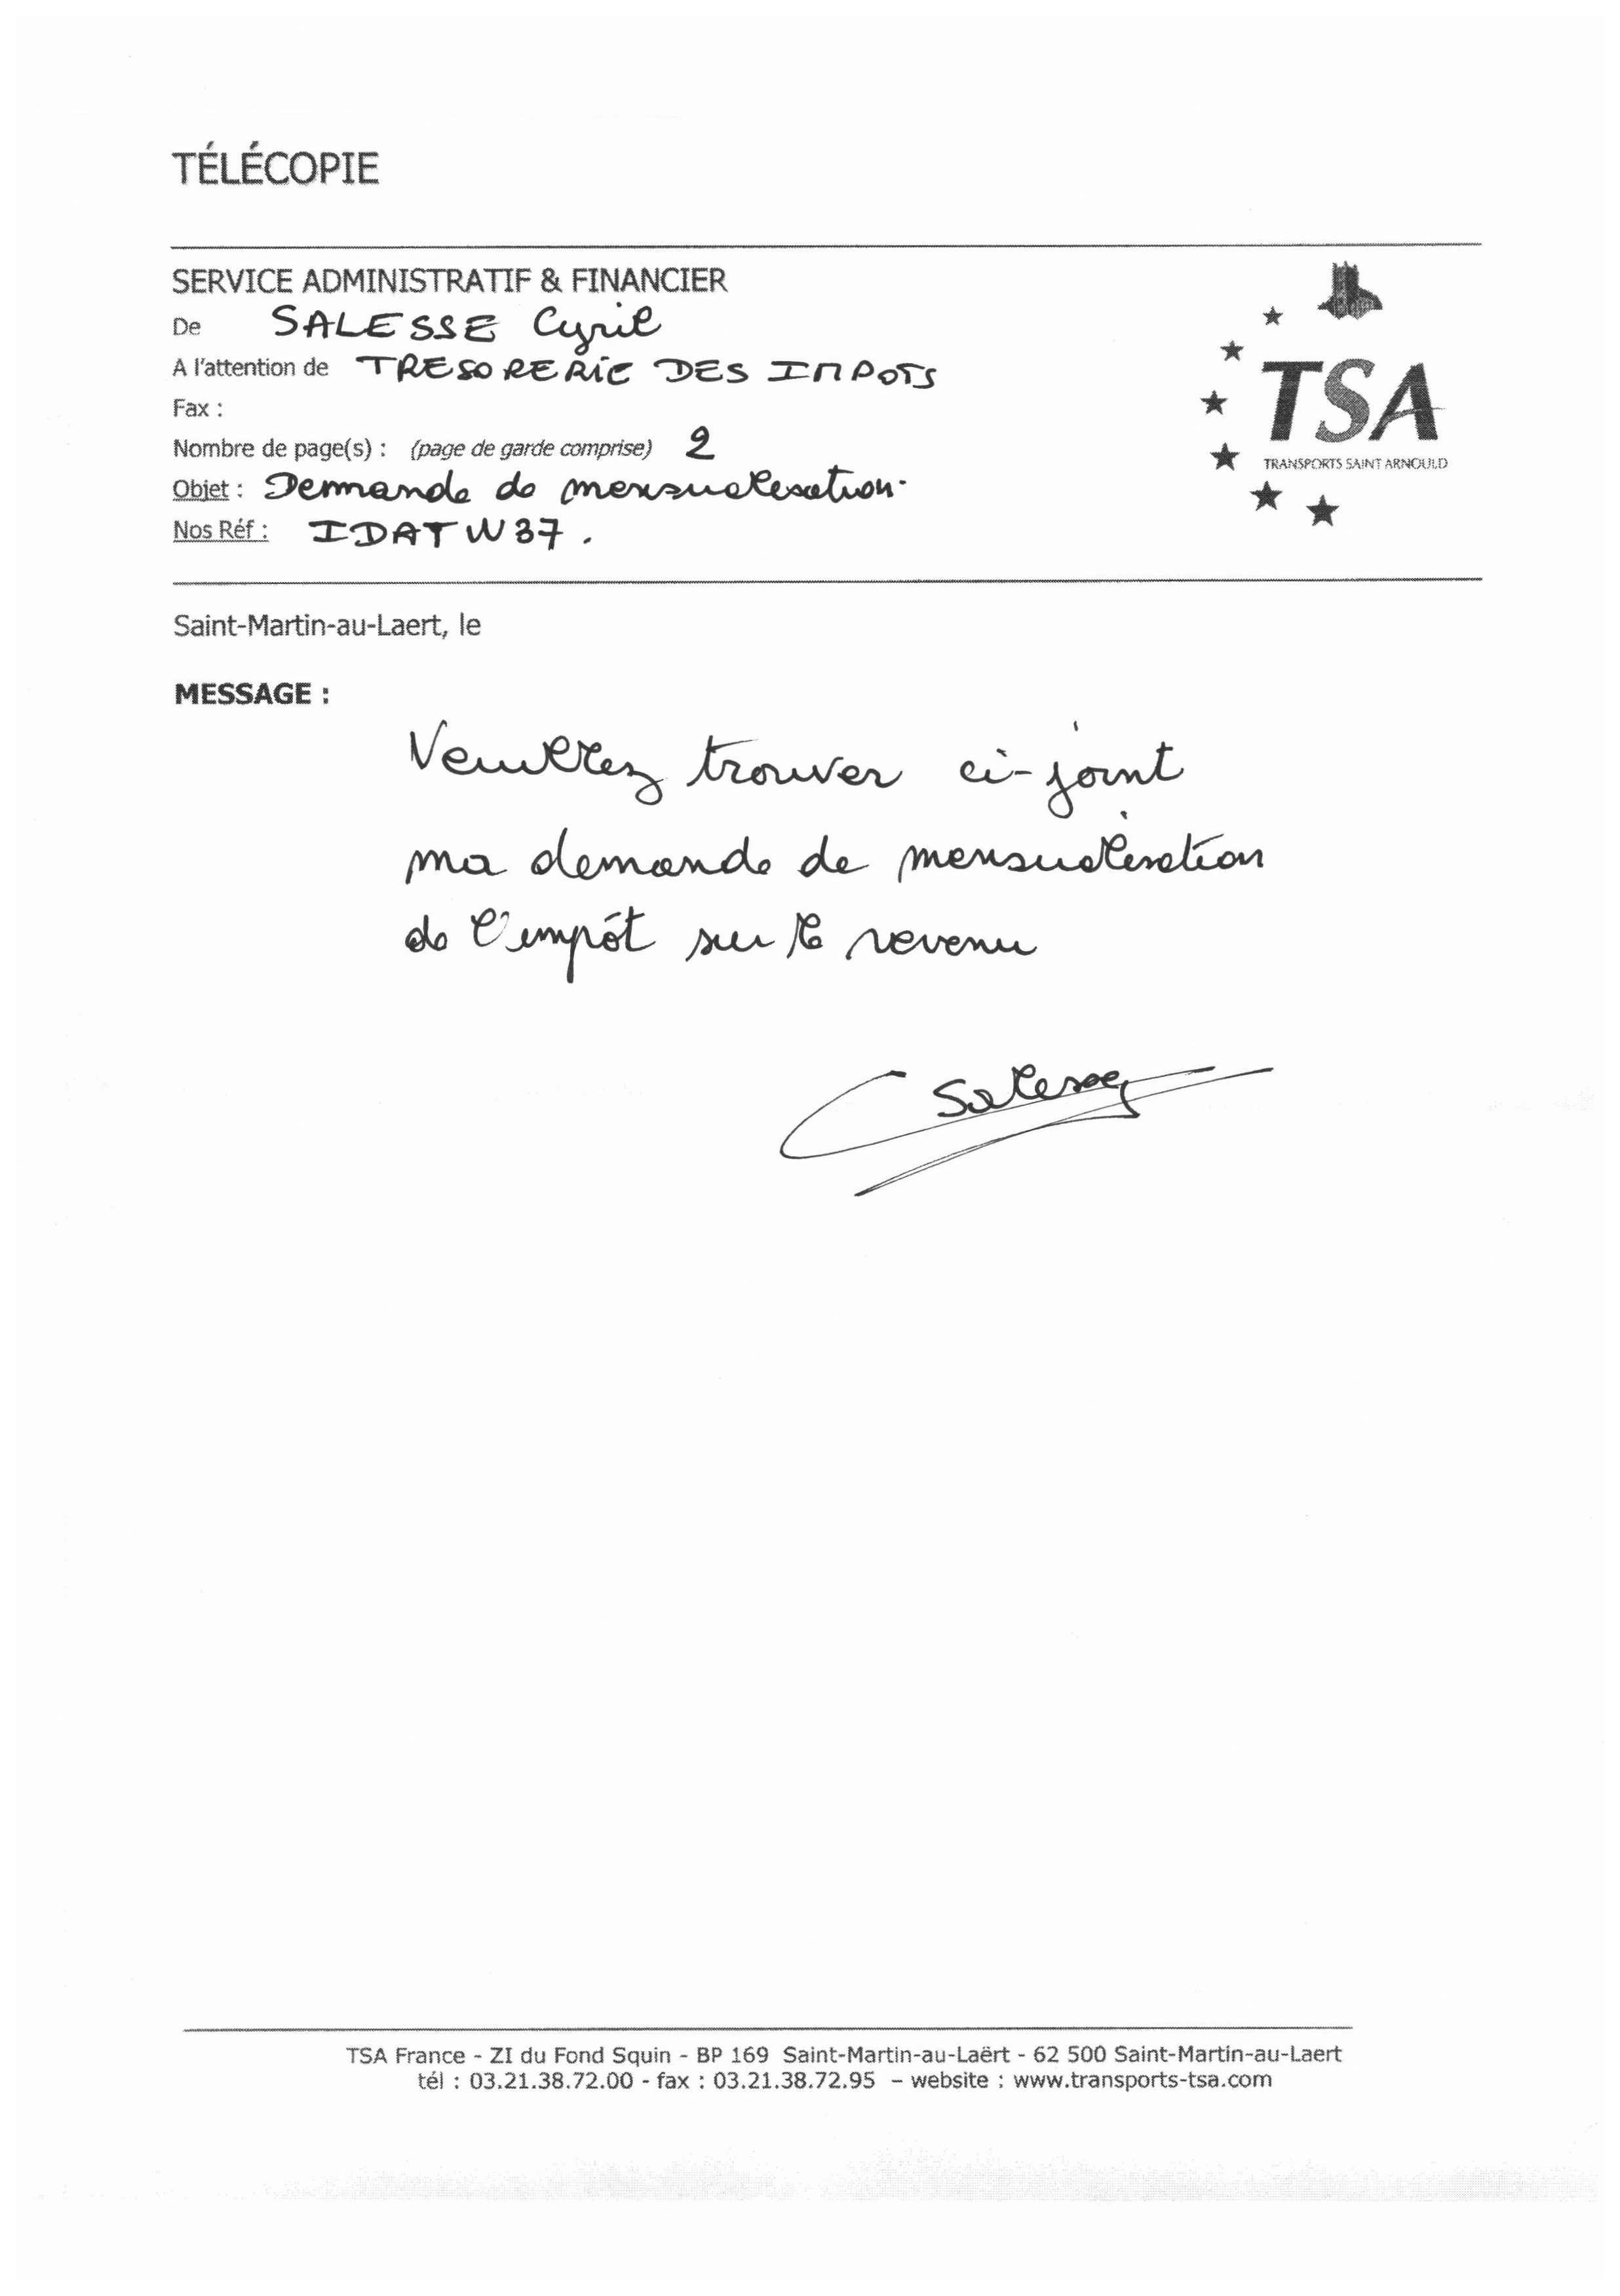 TÉLÉCOPIE
SERVICE ADMINISTRATIF & FINANCIER
De SALESSE Cyril
A l'attention de TRESORERIE DES IMPOTS
Fax :
Nombre de page(s) : (page de garde comprise) 2
Objet : Demande de mensualisation.
Nos Réf : IDATW37.
TSA
TRANSPORTS SAINT ARNOULD
Saint-Martin-au-Laert, le
MESSAGE :
Veuillez trouver ci-joint
ma demande de mensualisation
de l'impôt sur le revenu
CSalesse
TSA France - ZI du Fond Squin - BP 169 Saint-Martin-au-Laërt - 62 500 Saint-Martin-au-Laert
tél : 03.21.38.72.00 - fax : 03.21.38.72.95 – website : www.transports-tsa.com